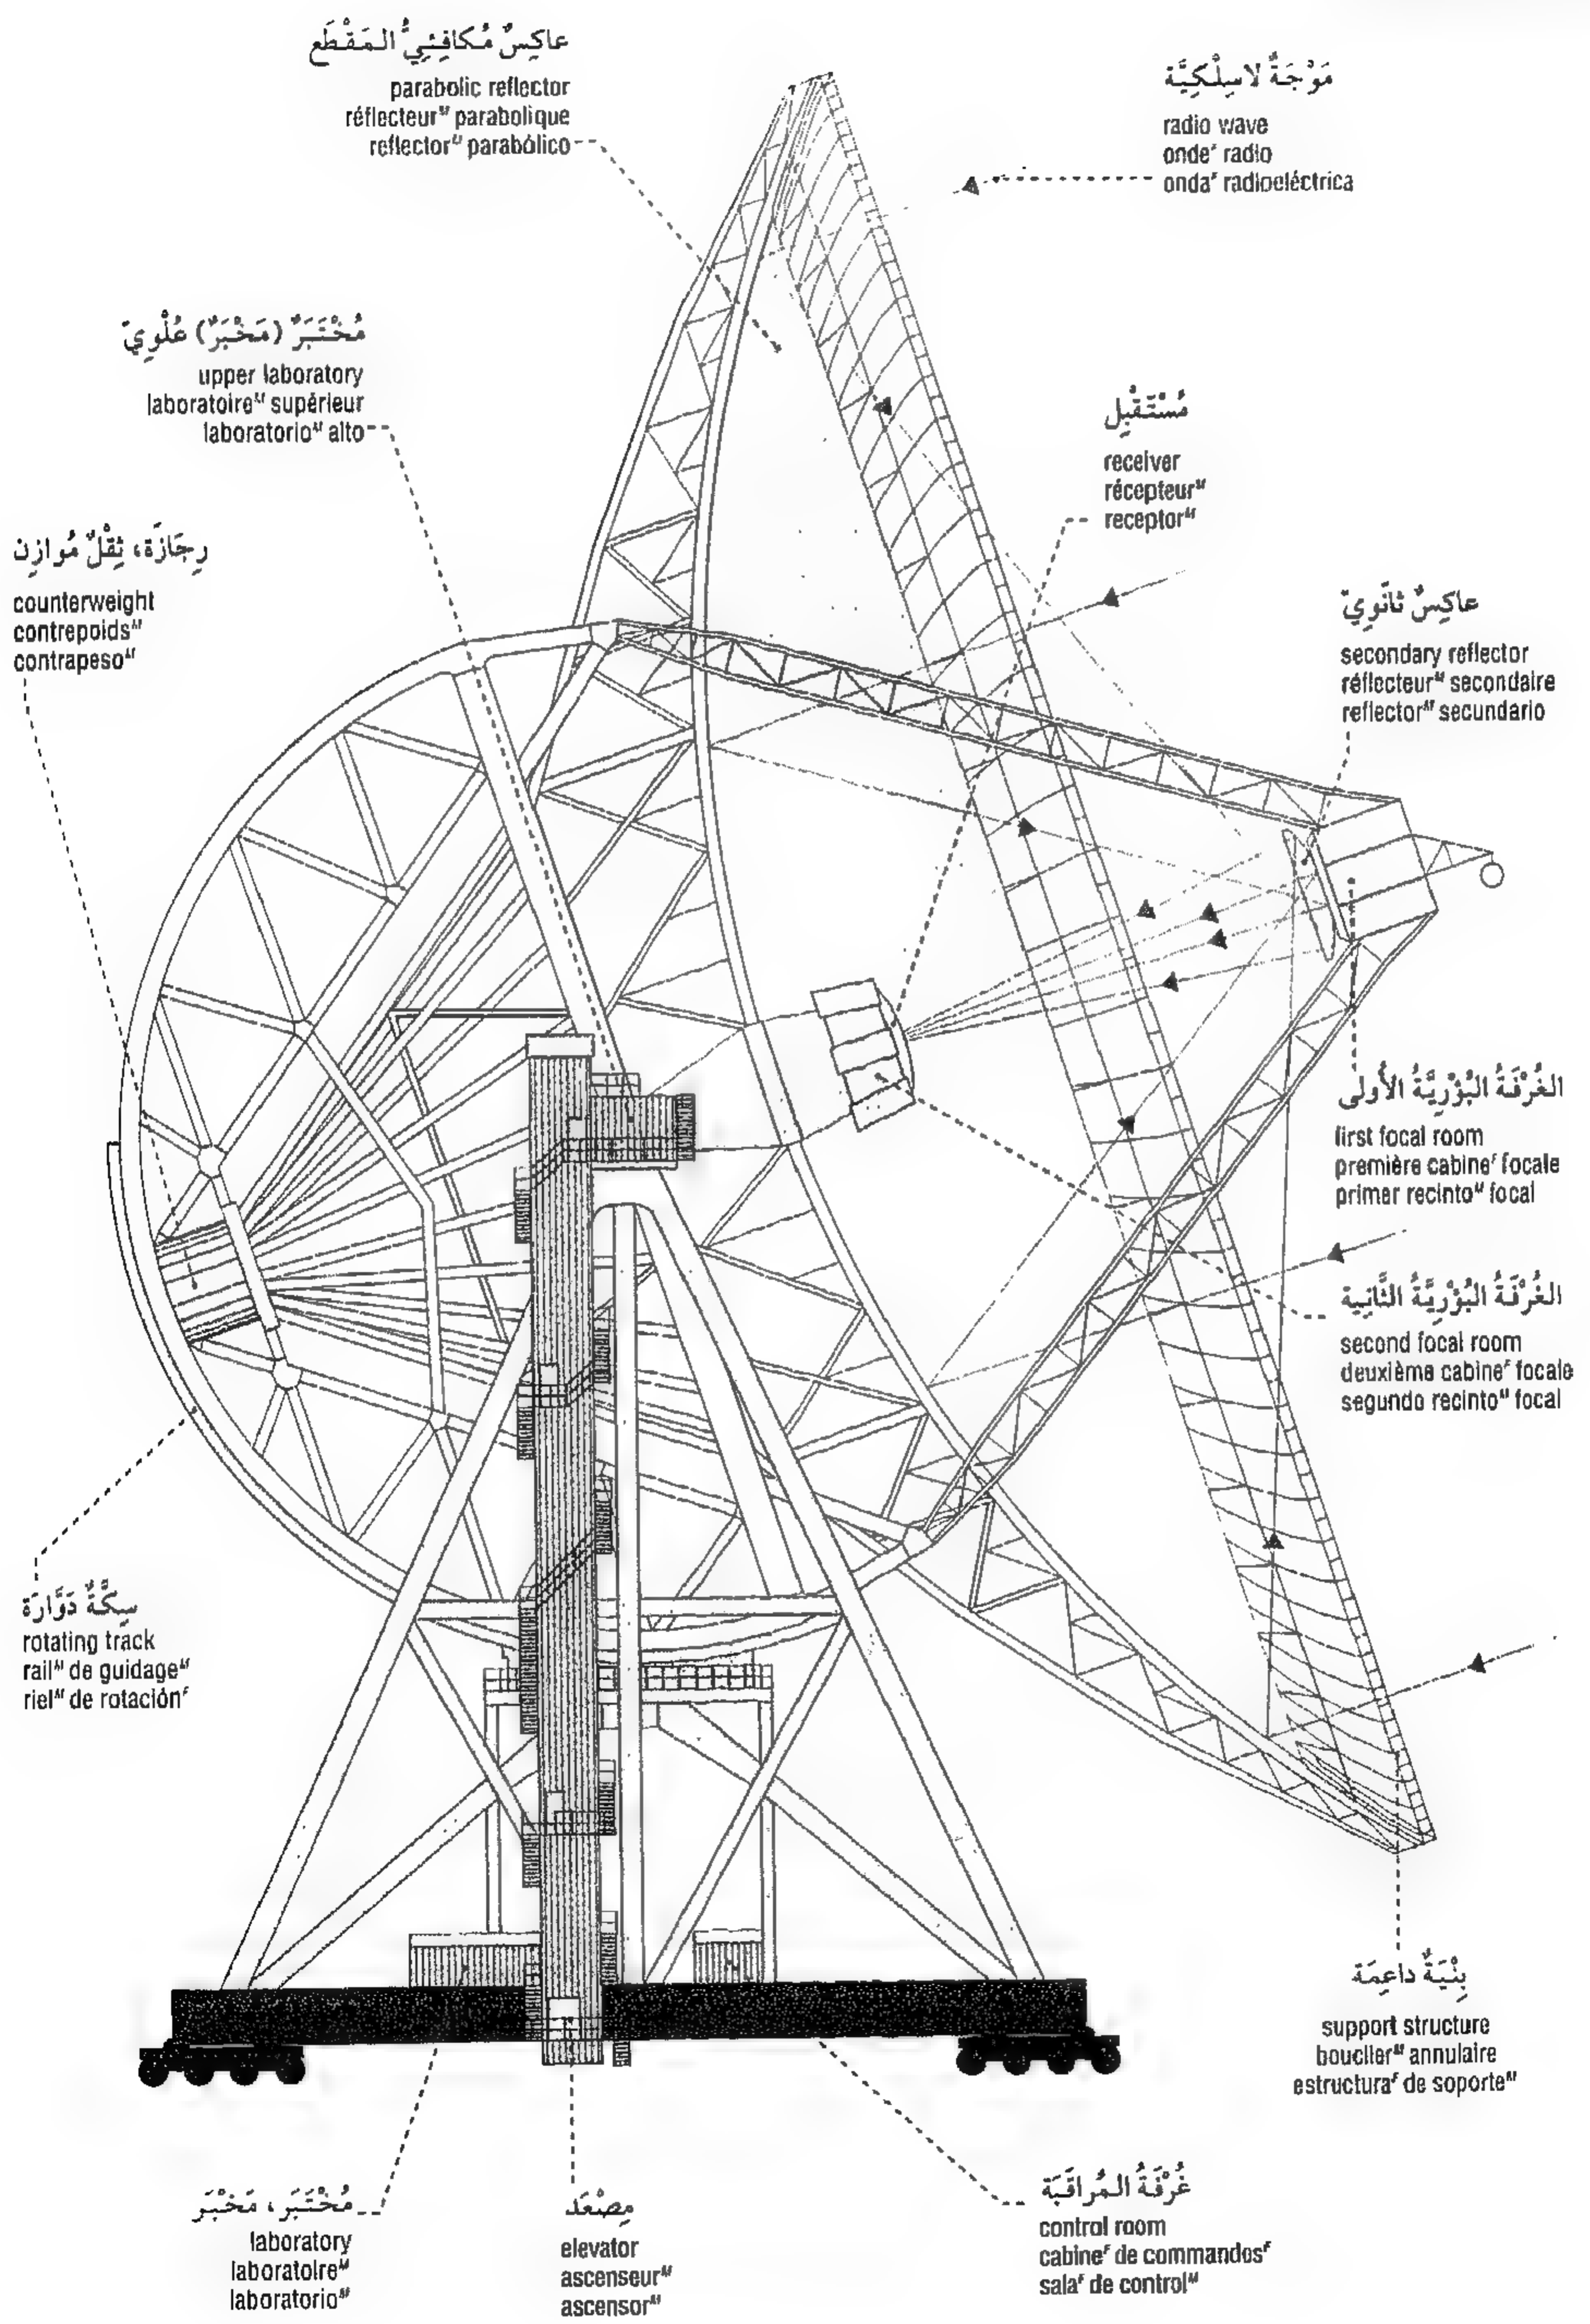 عاكِسٌ مُكافِئِيُّ المَقْطَع
parabolic reflector
réflecteurᴹ parabolique
reflectorᴹ parabólico
مَوْجَةٌ لاسِلْكِيَّة
radio wave
ondeᶠ radio
ondaᶠ radioeléctrica
مُخْتَبَرٌ (مَخْبَرٌ) عُلْوِيّ
upper laboratory
laboratoireᴹ supérieur
laboratorioᴹ alto
مُسْتَقْبِل
receiver
récepteurᴹ
receptorᴹ
رِجَازَة، ثِقْلٌ مُوازِن
counterweight
contrepoidsᴹ
contrapesoᴹ
عاكِسٌ ثانَوِيّ
secondary reflector
réflecteurᴹ secondaire
reflectorᴹ secundario
الغُرْفَةُ البُؤْرِيَّةُ الأُولى
first focal room
première cabineᶠ focale
primer recintoᴹ focal
الغُرْفَةُ البُؤْرِيَّةُ الثَّانِيَة
second focal room
deuxième cabineᶠ focale
segundo recintoᴹ focal
سِكَّةٌ دَوَّارَة
rotating track
railᴹ de guidageᴹ
rielᴹ de rotaciónᶠ
بِنْيَةٌ داعِمَة
support structure
bouclierᴹ annulaire
estructuraᶠ de soporteᴹ
مُخْتَبَر، مَخْبَر
laboratory
laboratoireᴹ
laboratorioᴹ
مِصْعَد
elevator
ascenseurᴹ
ascensorᴹ
غُرْفَةُ المُراقَبَة
control room
cabineᶠ de commandesᶠ
salaᶠ de controlᴹ